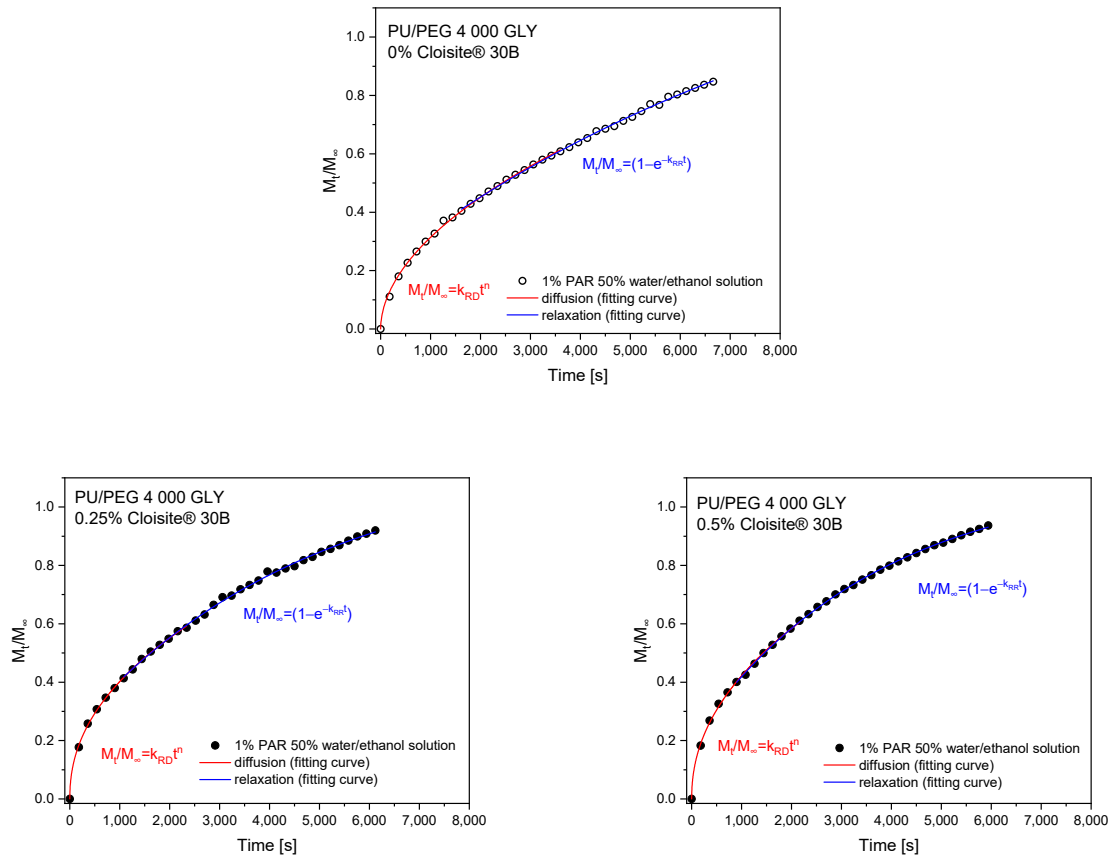 PU/PEG 4 000 GLY
0% Cloisite® 30B
1.0
0.8
0.6
0.4
0.2
0.0
Mt/M∞
Mt/M∞=(1−e−kRRt)
Mt/M∞=kRDtn
1% PAR 50% water/ethanol solution
diffusion (fitting curve)
relaxation (fitting curve)
0 1,000 2,000 3,000 4,000 5,000 6,000 7,000 8,000
Time [s]
PU/PEG 4 000 GLY
0.25% Cloisite® 30B
1.0
0.8
0.6
0.4
0.2
0.0
Mt/M∞
Mt/M∞=(1−e−kRRt)
Mt/M∞=kRDtn
1% PAR 50% water/ethanol solution
diffusion (fitting curve)
relaxation (fitting curve)
0 1,000 2,000 3,000 4,000 5,000 6,000 7,000 8,000
Time [s]
PU/PEG 4 000 GLY
0.5% Cloisite® 30B
1.0
0.8
0.6
0.4
0.2
0.0
Mt/M∞
Mt/M∞=(1−e−kRRt)
Mt/M∞=kRDtn
1% PAR 50% water/ethanol solution
diffusion (fitting curve)
relaxation (fitting curve)
0 1,000 2,000 3,000 4,000 5,000 6,000 7,000 8,000
Time [s]